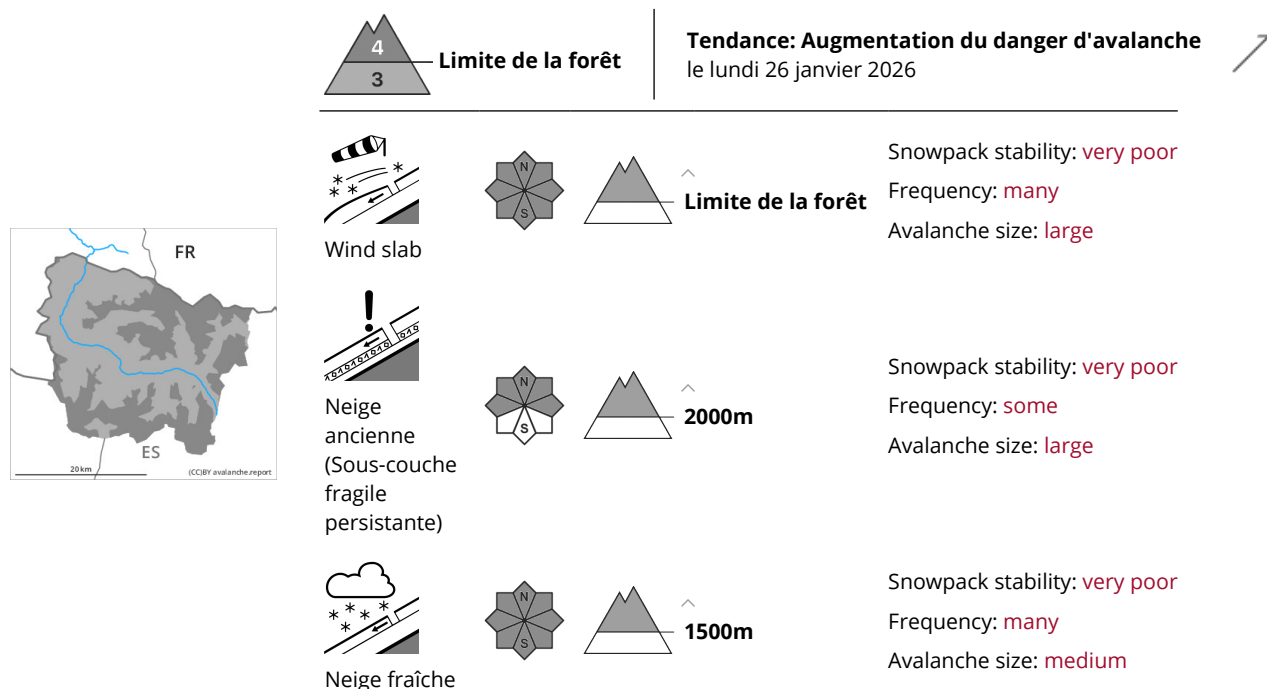 4
3
Limite de la forêt
Tendance: Augmentation du danger d'avalanche
le lundi 26 janvier 2026
FR
ES
20 km
(CC)BY avalanche.report
Wind slab
N
S
Limite de la forêt
Snowpack stability: very poor
Frequency: many
Avalanche size: large
Neige
ancienne
(Sous-couche
fragile
persistante)
N
S
2000m
Snowpack stability: very poor
Frequency: some
Avalanche size: large
Neige fraîche
N
S
1500m
Snowpack stability: very poor
Frequency: many
Avalanche size: medium